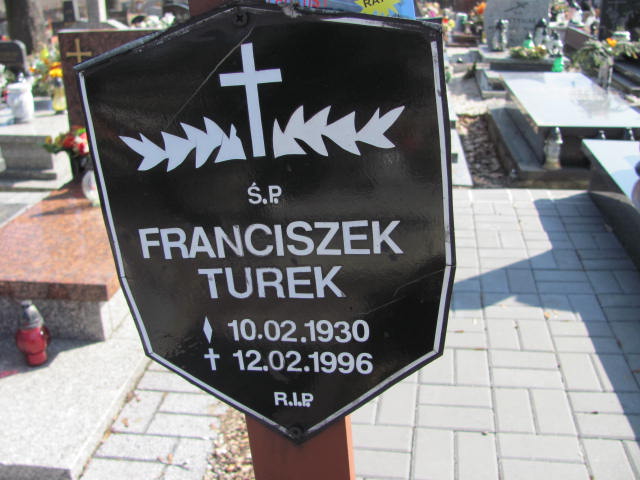 Ś.P.
FRANCISZEK
TUREK
10.02.1930
† 12.02.1996
R.I.P.